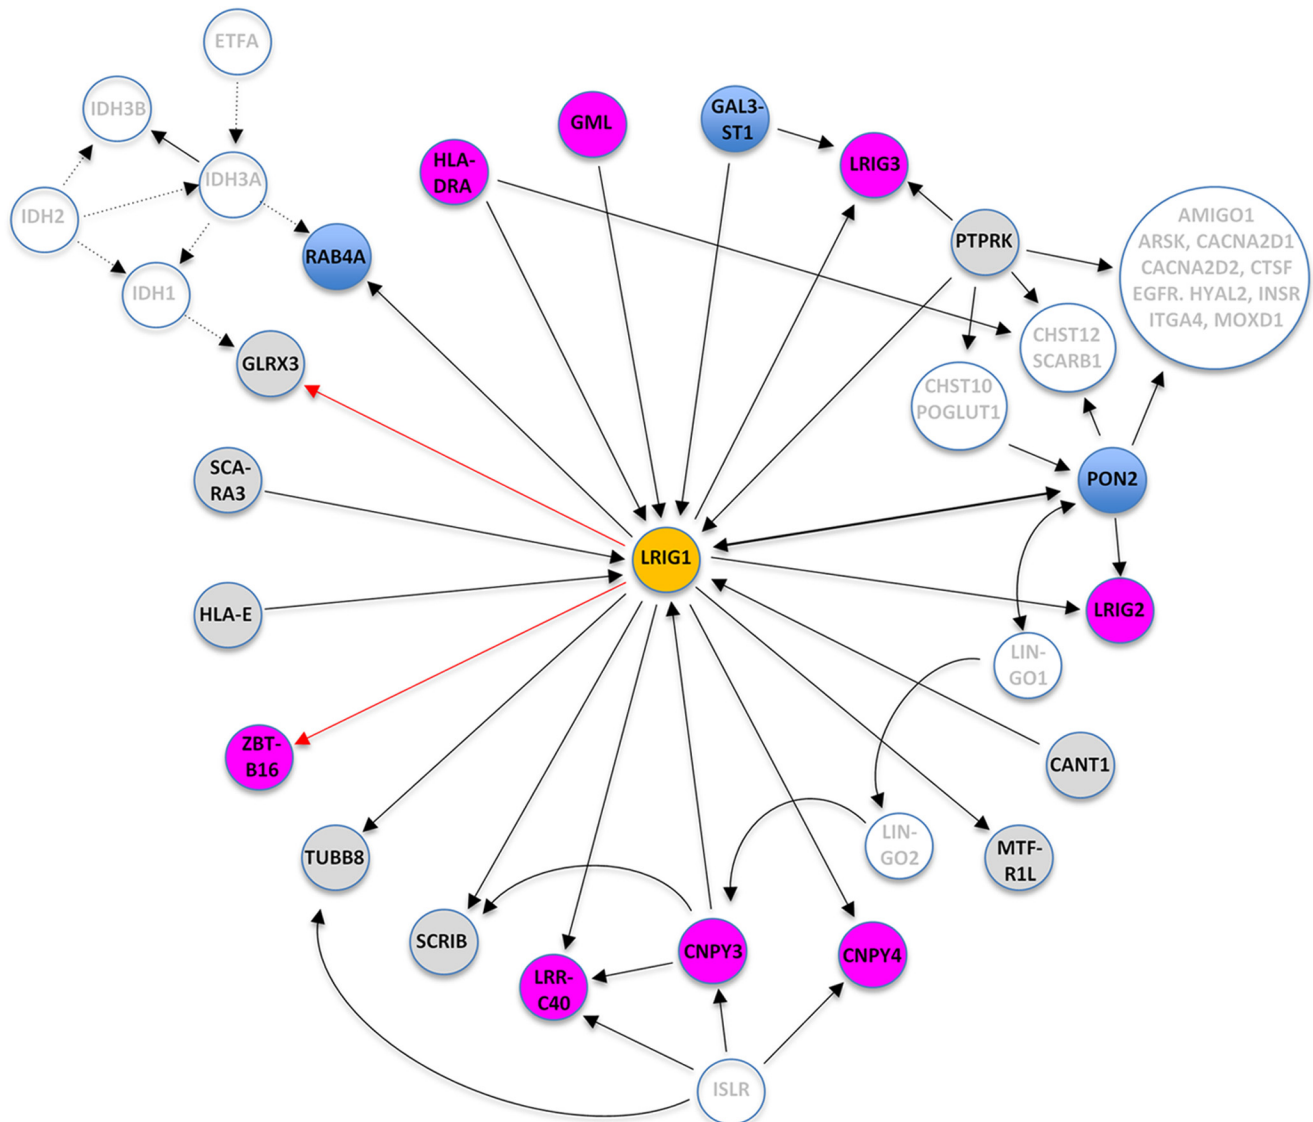 ETFA
IDH3B
GAL3-
ST1
GML
HLA-
DRA
LRIG3
IDH3A
IDH2
AMIGO1
ARSK, CACNA2D1
CACNA2D2, CTSF
EGFR. HYAL2, INSR
ITGA4, MOXD1
PTPRK
RAB4A
IDH1
CHST12
SCARB1
GLRX3
CHST10
POGLUT1
SCA-
RA3
PON2
LRIG1
HLA-E
LRIG2
LIN-
GO1
ZBT-
B16
CANT1
LIN-
GO2
TUBB8
MTF-
R1L
SCRIB
CNPY3
CNPY4
LRR-
C40
ISLR